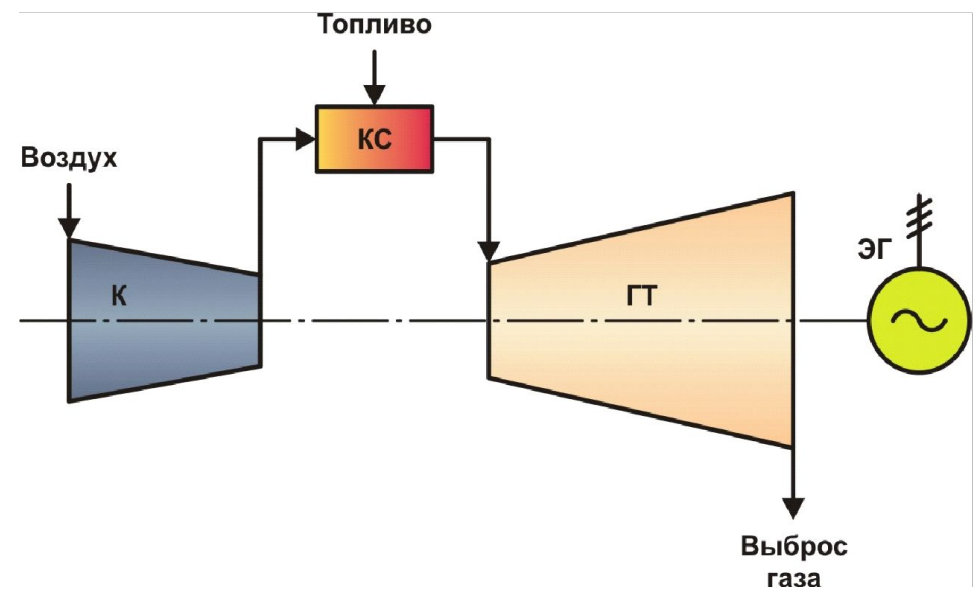 Топливо
КС
Воздух
ЭГ
К
ГТ
Выброс
газа